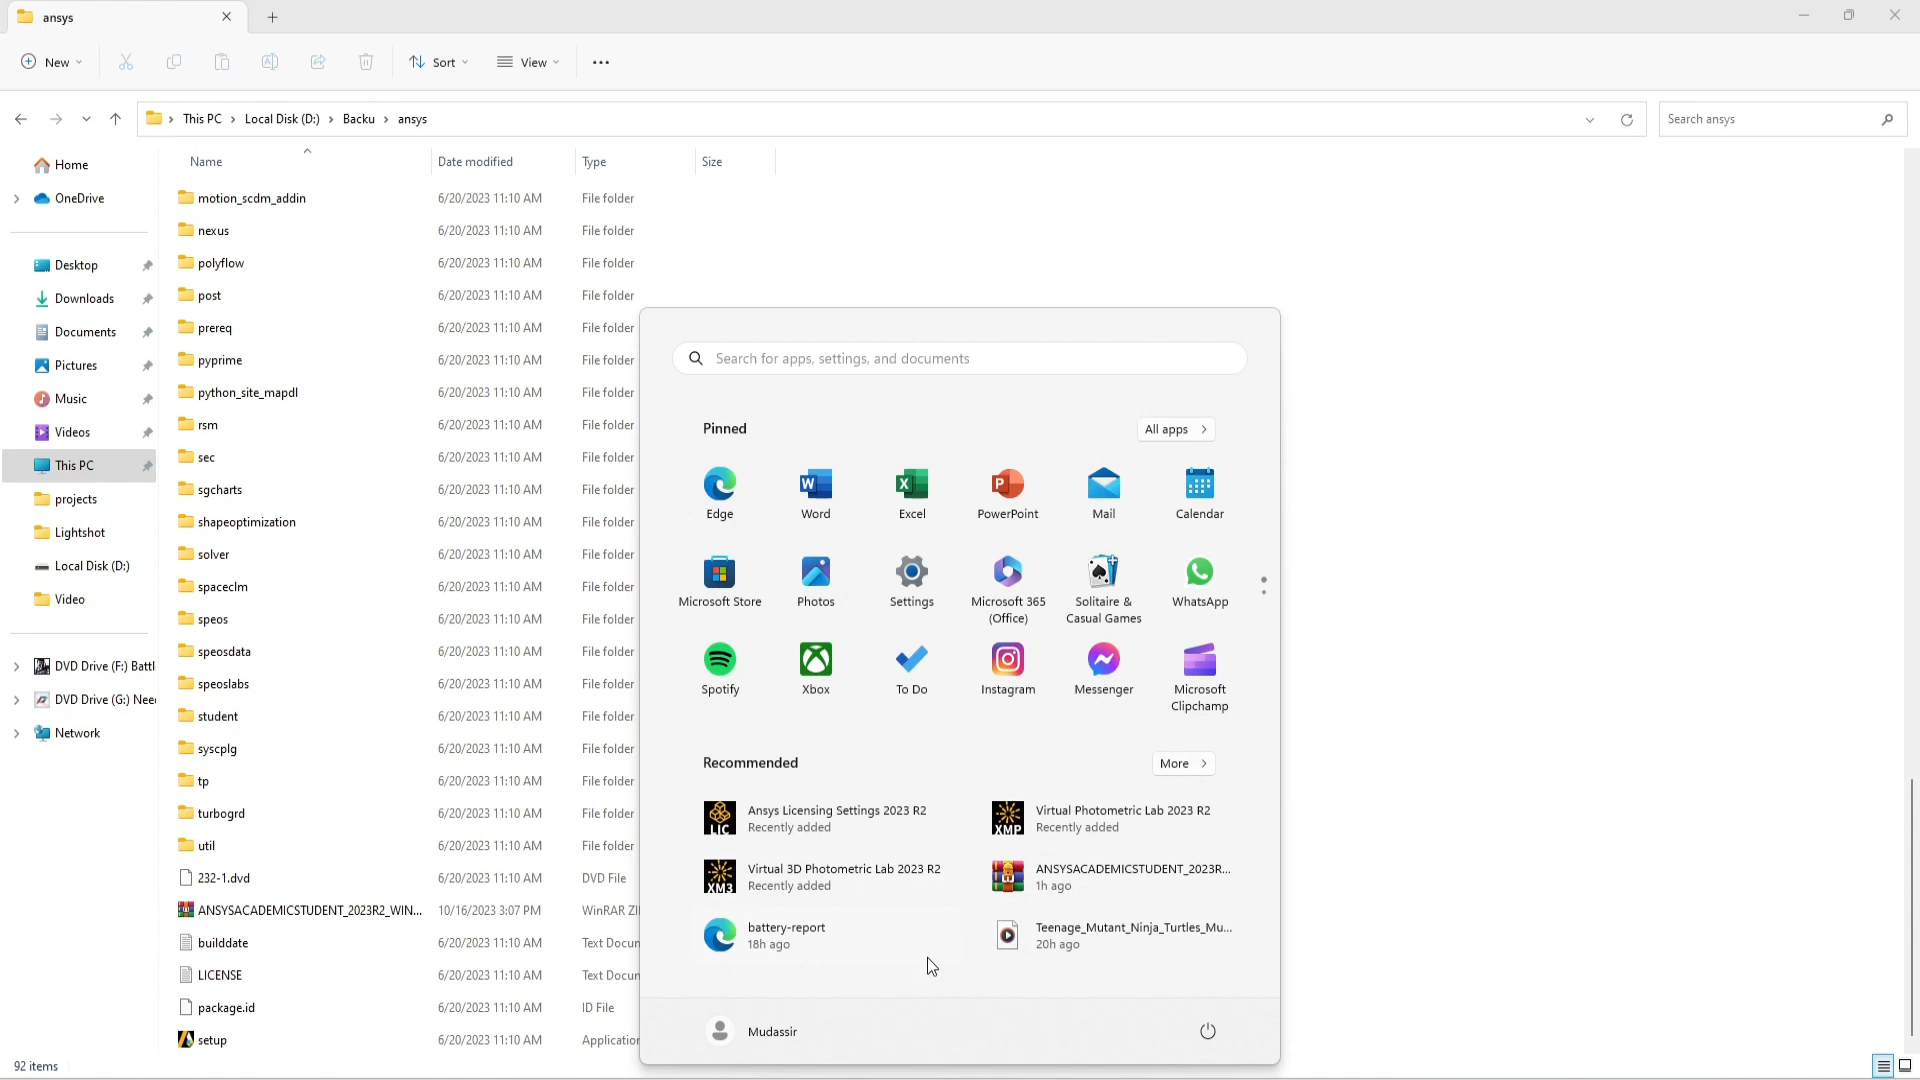 ansys
New
Sort
View
This PC
Local Disk (D:)
Backu
ansys
Search ansys
Home
OneDrive
Desktop
Downloads
Documents
Pictures
Music
Videos
This PC
projects
Lightshot
Local Disk (D:)
Video
DVD Drive (F:) Battl
DVD Drive (G:) Nee
Network
Name Date modified Type Size
motion_scdm_addin 6/20/2023 11:10 AM File folder
nexus 6/20/2023 11:10 AM File folder
polyflow 6/20/2023 11:10 AM File folder
post 6/20/2023 11:10 AM File folder
prereq 6/20/2023 11:10 AM File folder
pyprime 6/20/2023 11:10 AM File folder
python_site_mapdl 6/20/2023 11:10 AM File folder
rsm 6/20/2023 11:10 AM File folder
sec 6/20/2023 11:10 AM File folder
sgcharts 6/20/2023 11:10 AM File folder
shapeoptimization 6/20/2023 11:10 AM File folder
solver 6/20/2023 11:10 AM File folder
spaceclm 6/20/2023 11:10 AM File folder
speos 6/20/2023 11:10 AM File folder
speosdata 6/20/2023 11:10 AM File folder
speoslabs 6/20/2023 11:10 AM File folder
student 6/20/2023 11:10 AM File folder
syscplg 6/20/2023 11:10 AM File folder
tp 6/20/2023 11:10 AM File folder
turbogrd 6/20/2023 11:10 AM File folder
util 6/20/2023 11:10 AM File folder
232-1.dvd 6/20/2023 11:10 AM DVD File
ANSYSACADEMICSTUDENT_2023R2_WIN... 10/16/2023 3:07 PM WinRAR ZI
builddate 6/20/2023 11:10 AM Text Docun
LICENSE 6/20/2023 11:10 AM Text Docun
package.id 6/20/2023 11:10 AM ID File
setup 6/20/2023 11:10 AM Application
92 items
Search for apps, settings, and documents
Pinned
All apps
Edge
Word
Excel
PowerPoint
Mail
Calendar
Microsoft Store
Photos
Settings
Microsoft 365
(Office)
Solitaire &
Casual Games
WhatsApp
Spotify
Xbox
To Do
Instagram
Messenger
Microsoft
Clipchamp
Recommended
More
LIC
Ansys Licensing Settings 2023 R2
Recently added
XMP
Virtual Photometric Lab 2023 R2
Recently added
XM3
Virtual 3D Photometric Lab 2023 R2
Recently added
ANSYSACADEMICSTUDENT_2023R...
1h ago
battery-report
18h ago
Teenage_Mutant_Ninja_Turtles_Mu...
20h ago
Mudassir